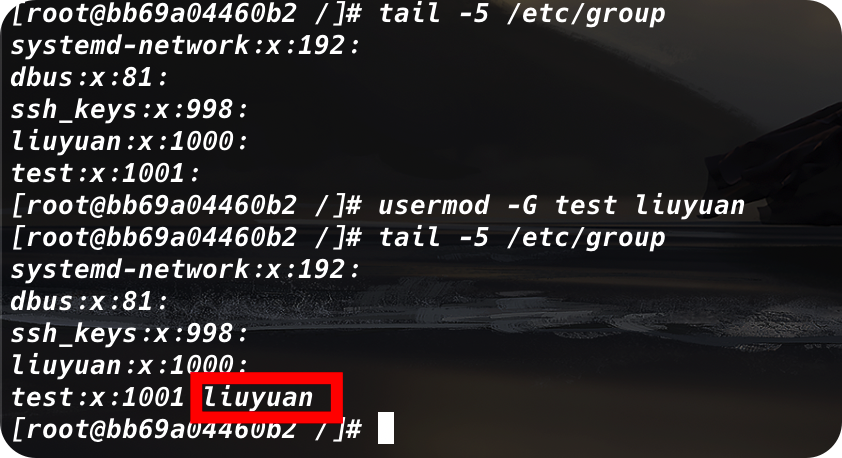 [root@bb69a04460b2 /]# tail -5 /etc/group
systemd-network:x:192:
dbus:x:81:
ssh_keys:x:998:
liuyuan:x:1000:
test:x:1001:
[root@bb69a04460b2 /]# usermod -G test liuyuan
[root@bb69a04460b2 /]# tail -5 /etc/group
systemd-network:x:192:
dbus:x:81:
ssh_keys:x:998:
liuyuan:x:1000:
test:x:1001 liuyuan
[root@bb69a04460b2 /]#